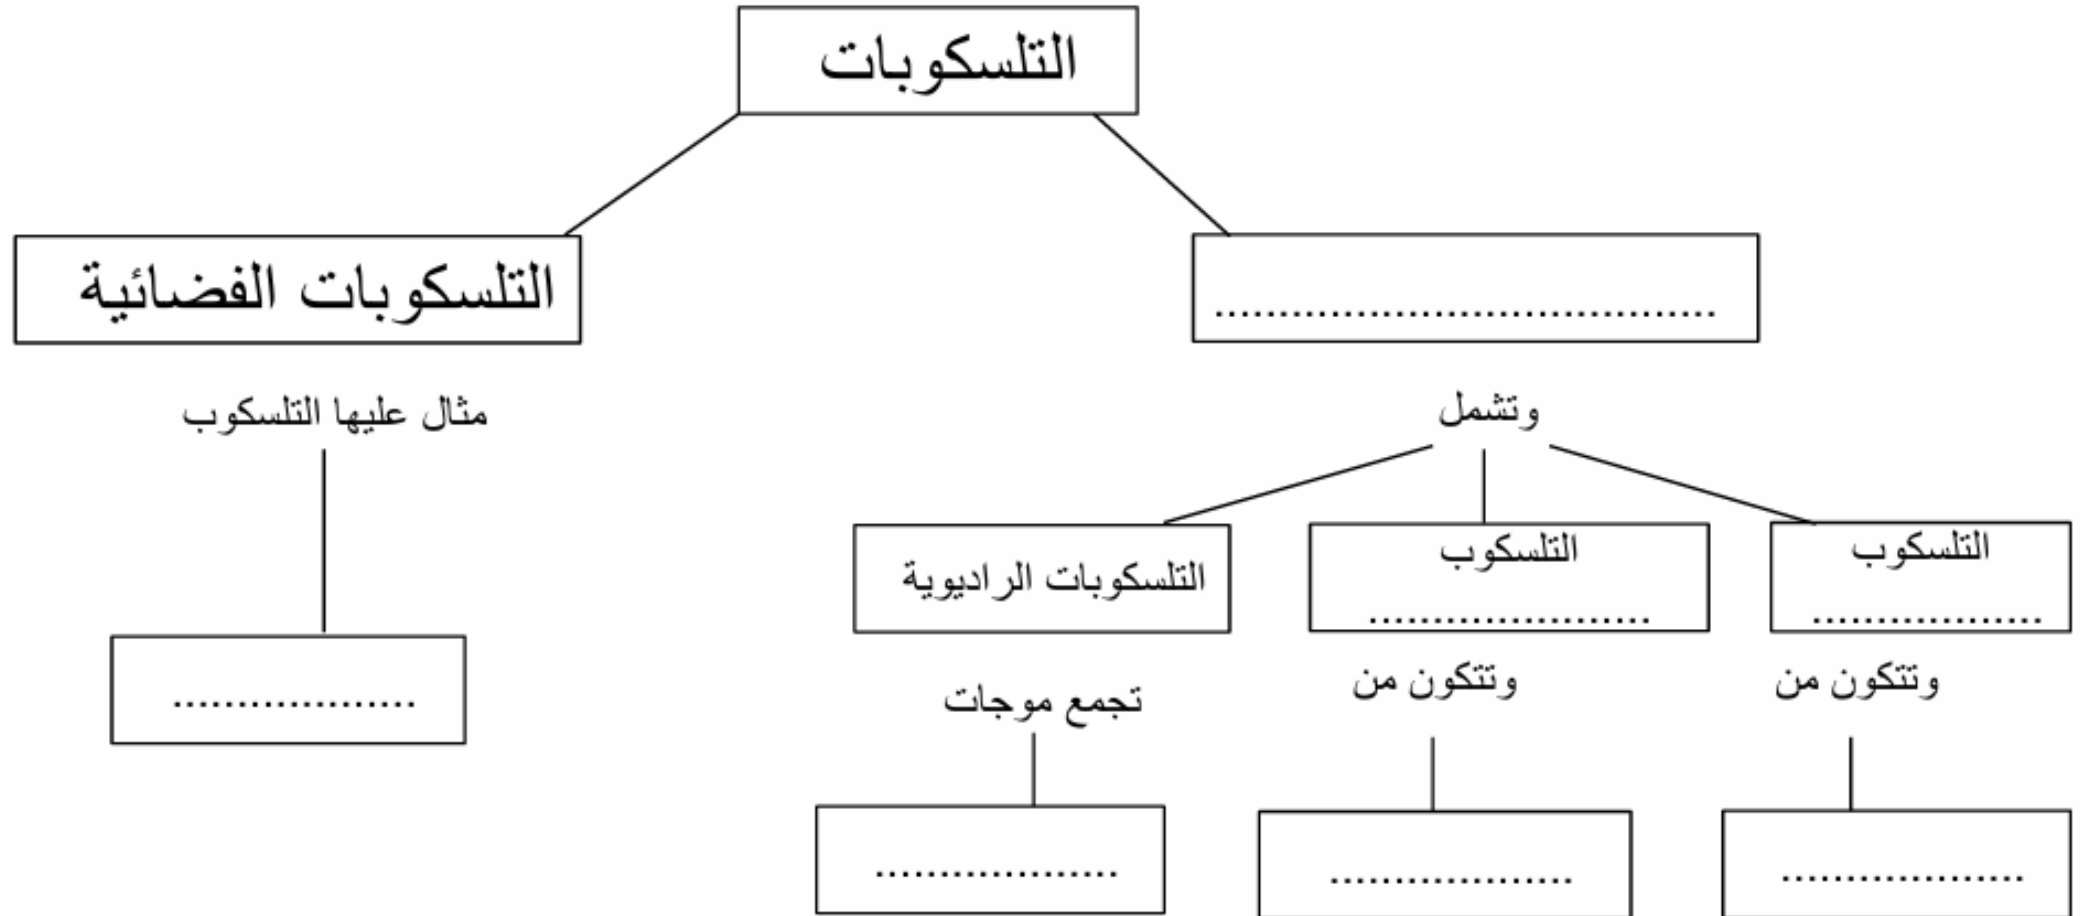 التلسكوبات
......................................
التلسكوبات الفضائية
وتشمل
مثال عليها التلسكوب
التلسكوب
..................
التلسكوب
......................
التلسكوبات الراديوية
وتتكون من
وتتكون من
تجمع موجات
...................
...................
...................
...................